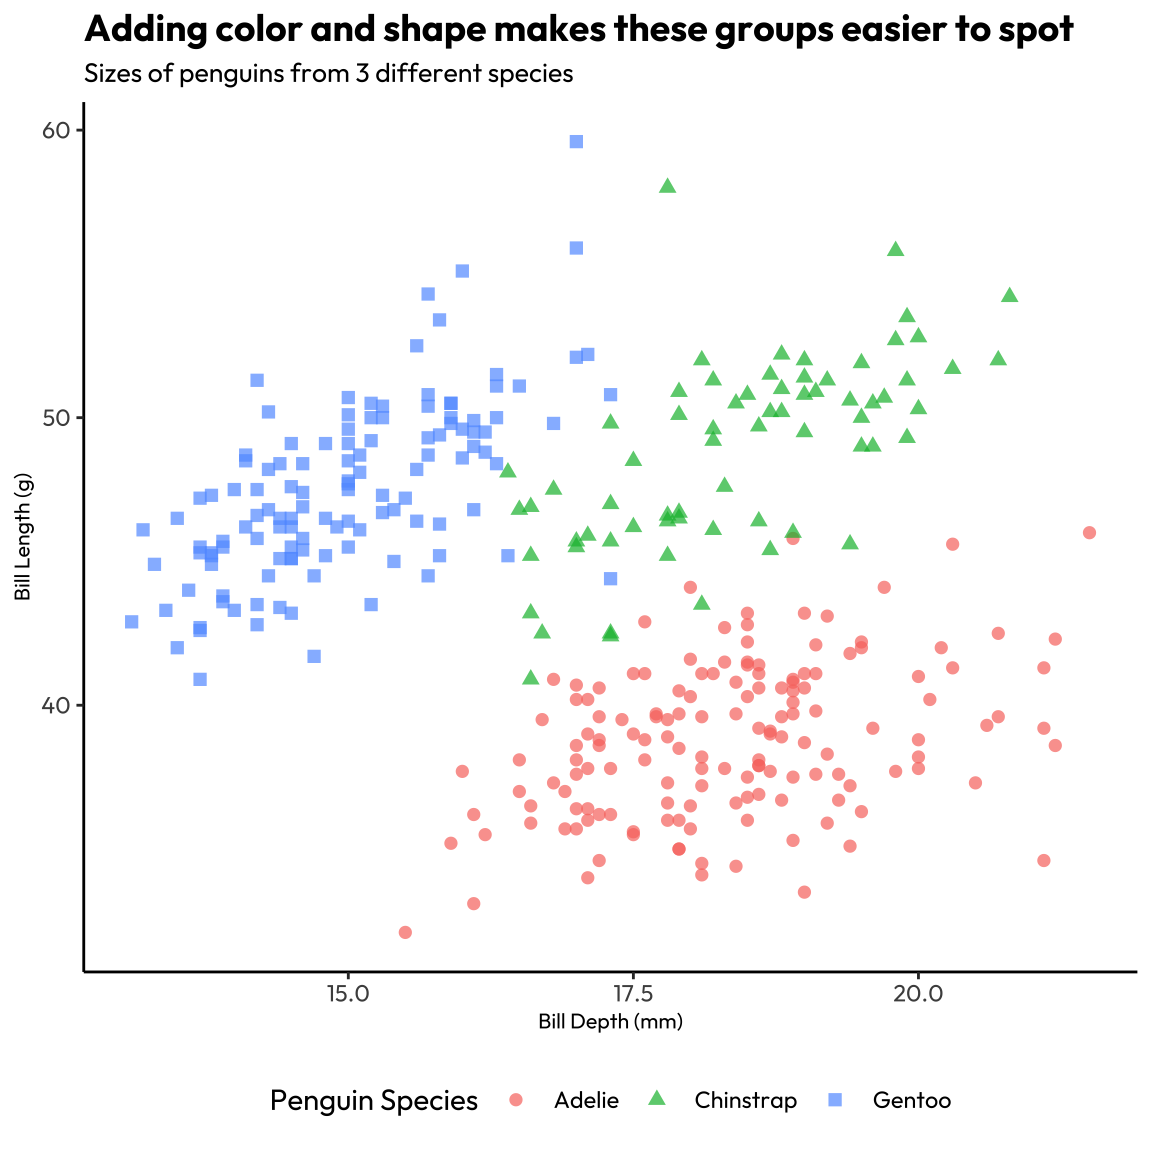 Adding color and shape makes these groups easier to spot
Sizes of penguins from 3 different species
60
50
40
Bill Length (g)
15.0 17.5 20.0
Bill Depth (mm)
Penguin Species Adelie Chinstrap Gentoo